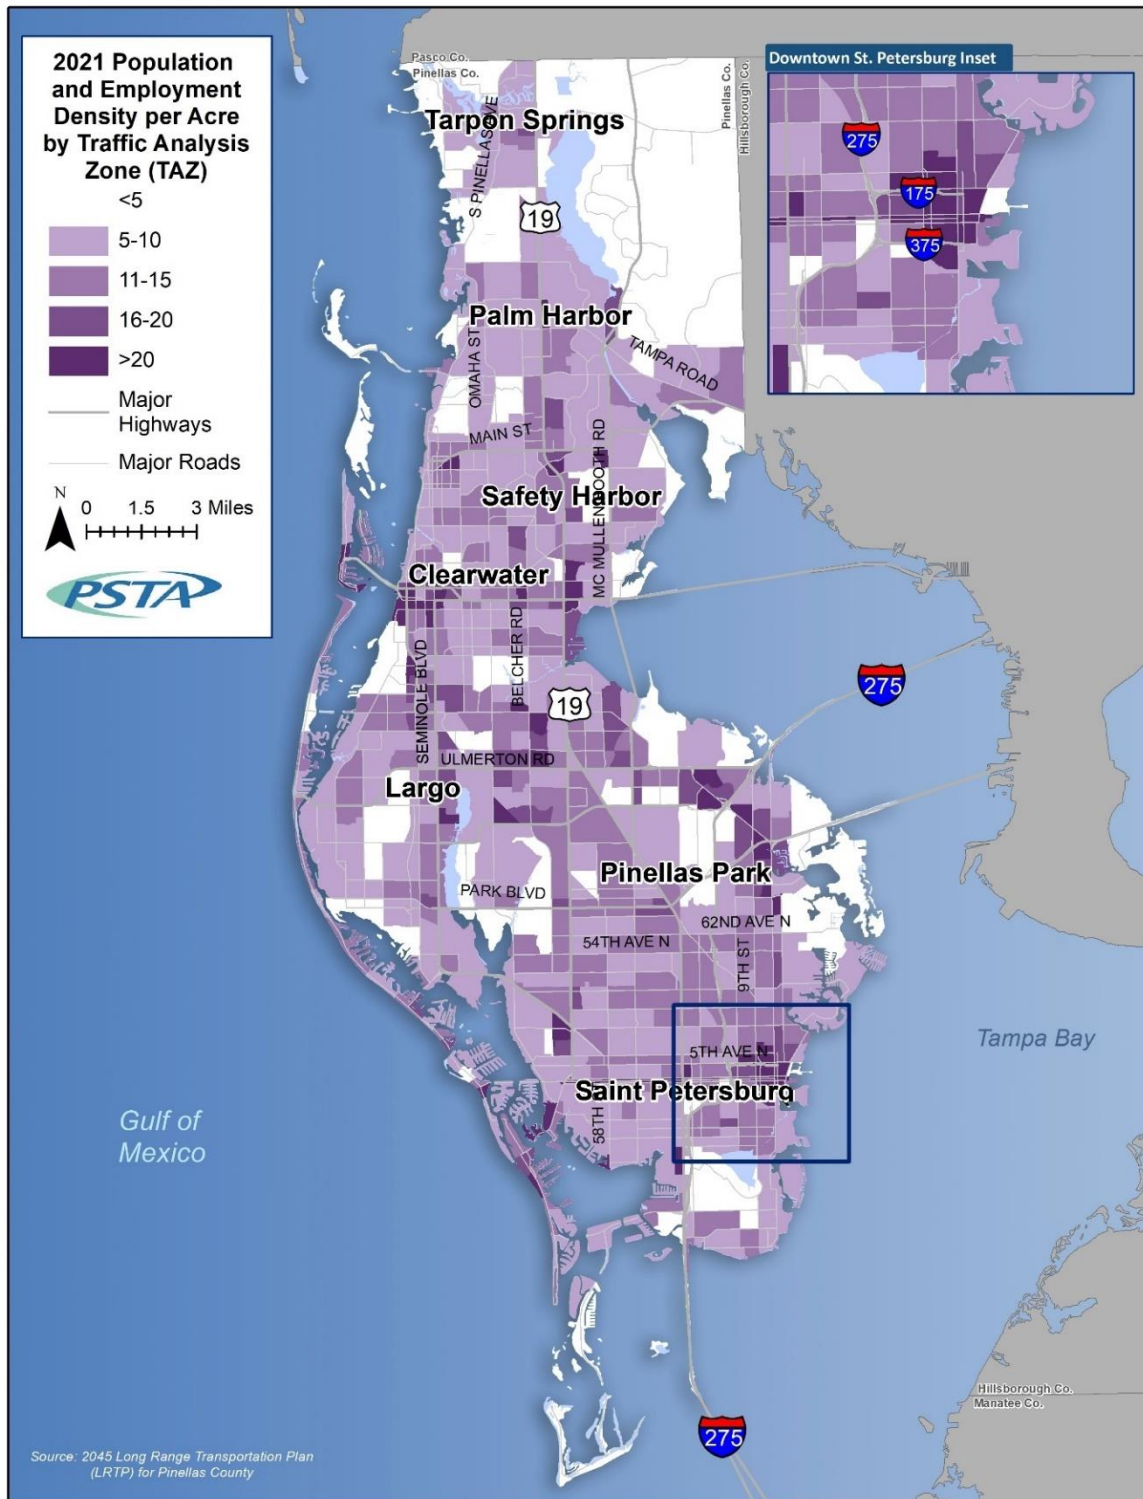 2021 Population
and Employment
Density per Acre
by Traffic Analysis
Zone (TAZ)
<5
5-10
11-15
16-20
>20
Major
Highways
Major Roads
N
0 1.5 3 Miles
PSTA
Pasco Co.
Pinellas Co.
Pinellas Co.
Hillsborough Co.
Downtown St. Petersburg Inset
275
175
375
Tarpon Springs
S PINELLAS AVE
19
Palm Harbor
OMAHA ST
TAMPA ROAD
MAIN ST
MC MULLEN BOOTH RD
Safety Harbor
Clearwater
BELCHER RD
SEMINOLE BLVD
19
275
ULMERTON RD
Largo
Pinellas Park
PARK BLVD
62ND AVE N
54TH AVE N
9TH ST
5TH AVE N
Tampa Bay
Saint Petersburg
Gulf of
Mexico
Hillsborough Co.
Manatee Co.
275
Source: 2045 Long Range Transportation Plan
(LRTP) for Pinellas County